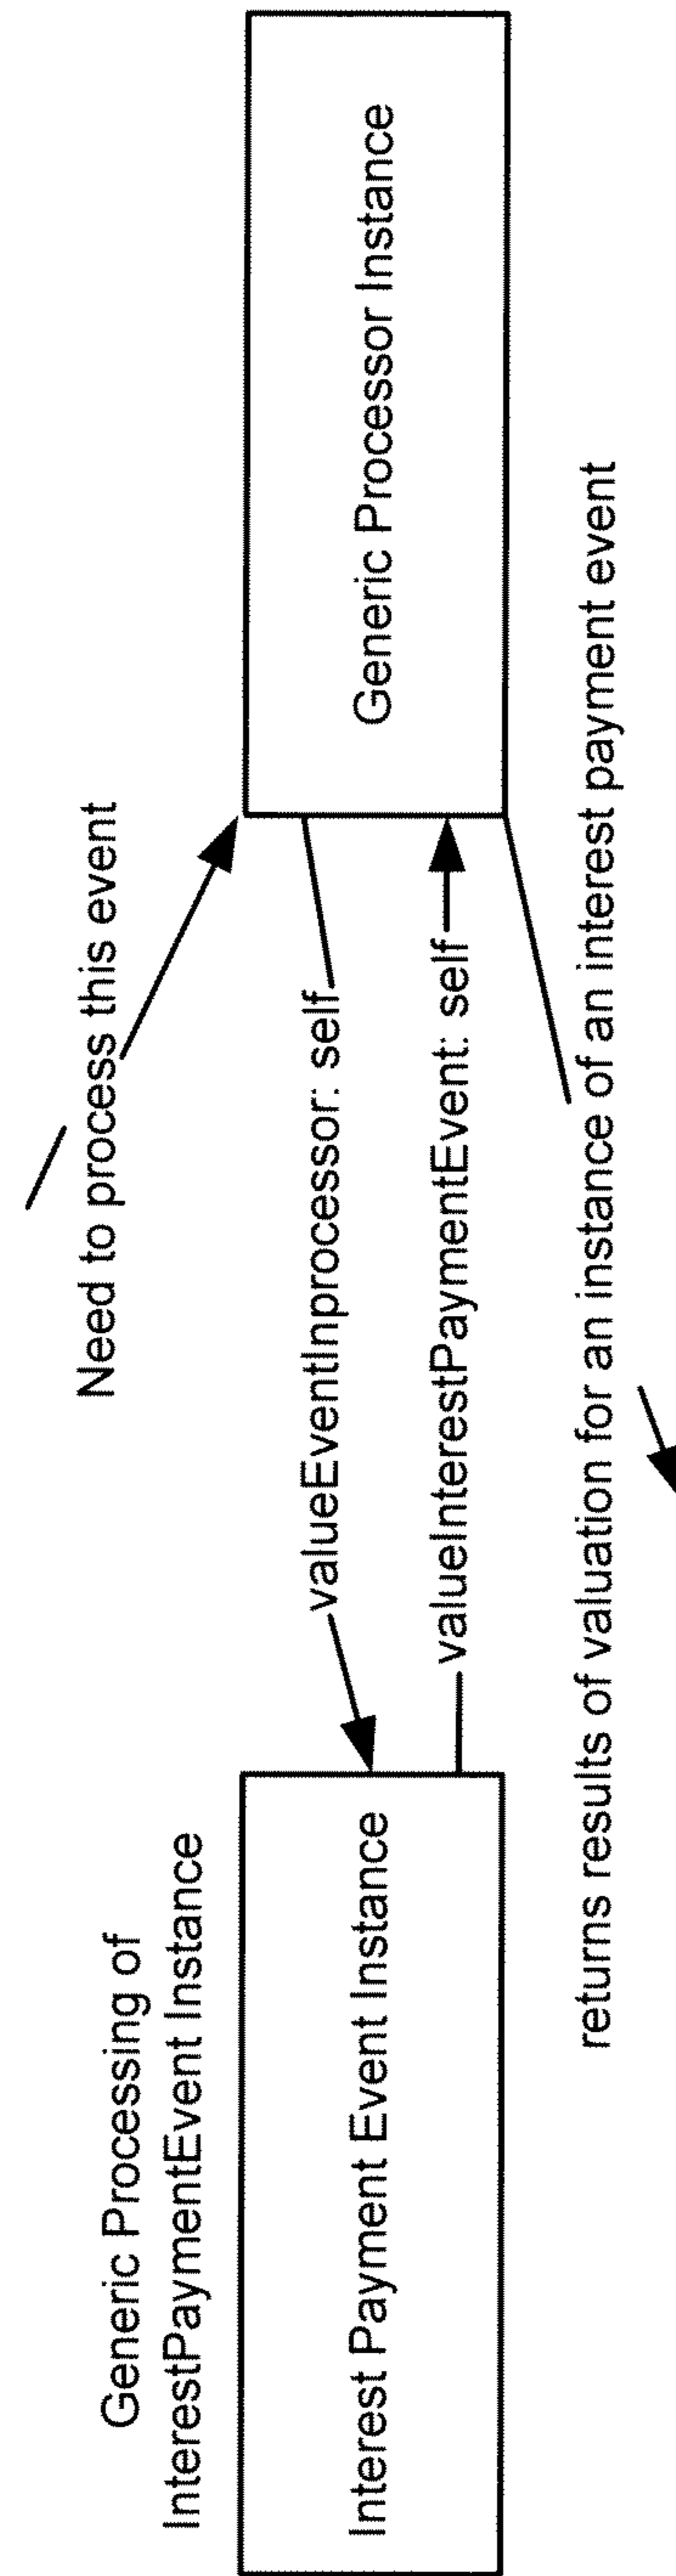 Generic Processing of
InterestPaymentEvent Instance
Need to process this event
Interest Payment Event Instance
valueEventInprocessor: self
valueInterestPaymentEvent: self
Generic Processor Instance
returns results of valuation for an instance of an interest payment event